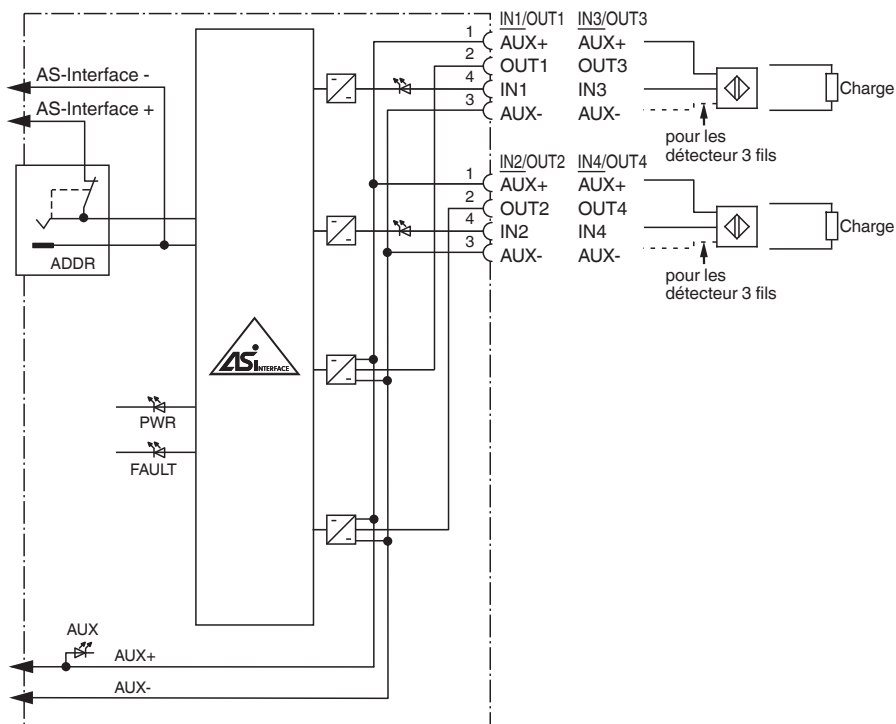 IN1/OUT1 IN3/OUT3
1 AUX+ AUX+
2 OUT1 OUT3
4 IN1 IN3
3 AUX- AUX-
Charge
pour les
détecteur 3 fils
AS-Interface -
AS-Interface +
IN2/OUT2 IN4/OUT4
1 AUX+ AUX+
2 OUT2 OUT4
4 IN2 IN4
3 AUX- AUX-
Charge
pour les
détecteur 3 fils
ADDR
ASi INTERFACE
PWR
FAULT
AUX
AUX+
AUX-